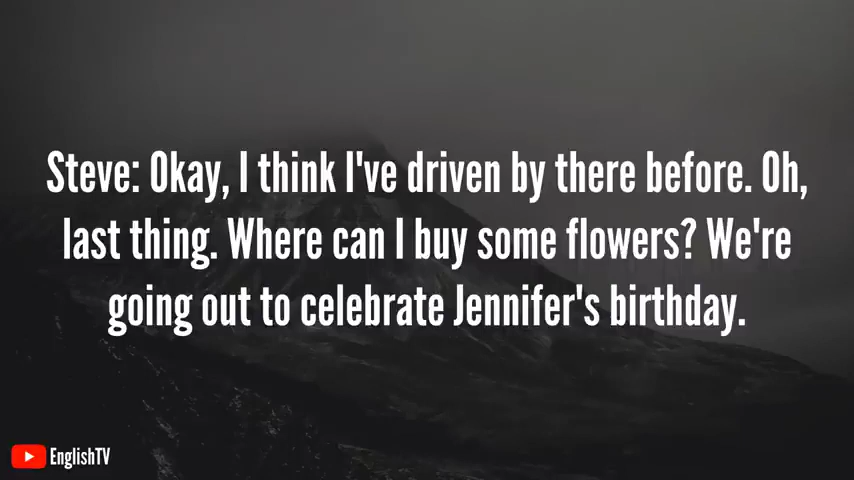 Steve: Okay, I think I've driven by there before. Oh,
last thing. Where can I buy some flowers? We're
going out to celebrate Jennifer's birthday.
EnglishTV